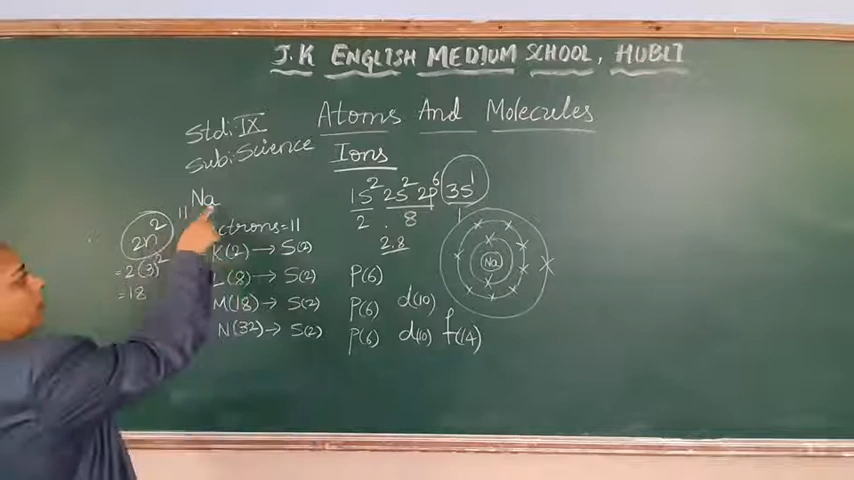 J.K ENGLISH MEDIUM SCHOOL, HUBLI
Atoms And Molecules
Std: IX
Sub: Science
Ions
₁₁Na
1S² 2S² 2P⁶ 3S¹
2 . 8 1
2.8
2n²
=2(3)²
=18
ctrons=11
K(2) → S(2)
L(8) → S(2) P(6)
M(18) → S(2) P(6) d(10)
N(32) → S(2) P(6) d(10) f(14)
Na